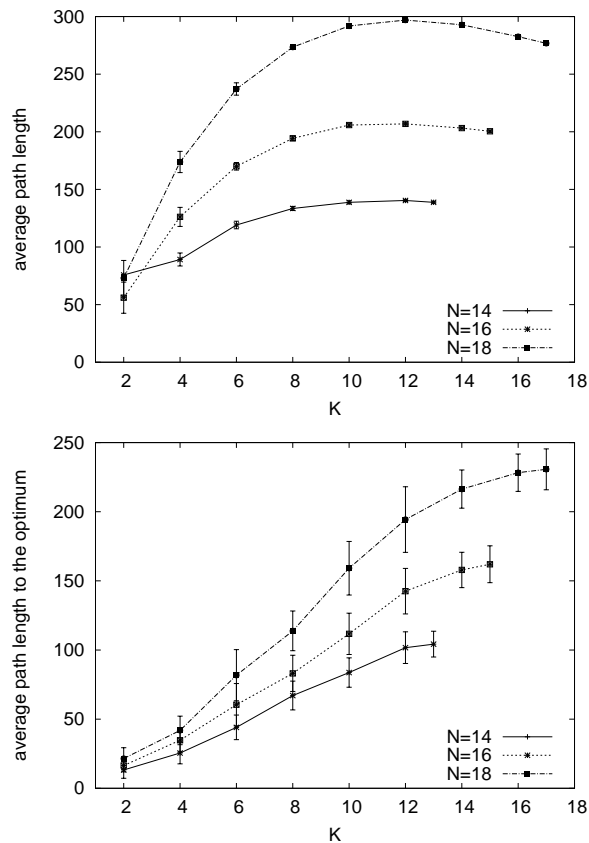 300
250
200
150
100
50
0
average path length
N=14
N=16
N=18
2 4 6 8 10 12 14 16 18
K
250
200
150
100
50
0
average path length to the optimum
N=14
N=16
N=18
2 4 6 8 10 12 14 16 18
K